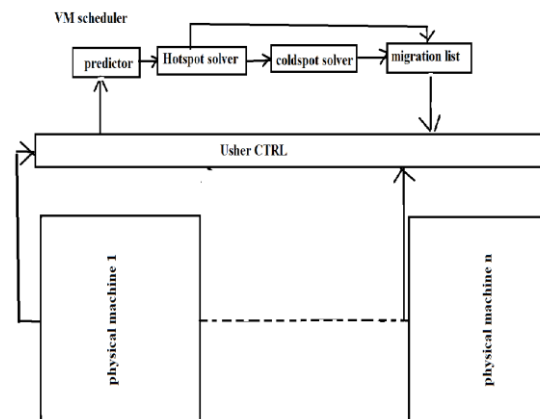 VM scheduler
predictor
Hotspot solver
coldspot solver
migration list
Usher CTRL
physical machine 1
physical machine n